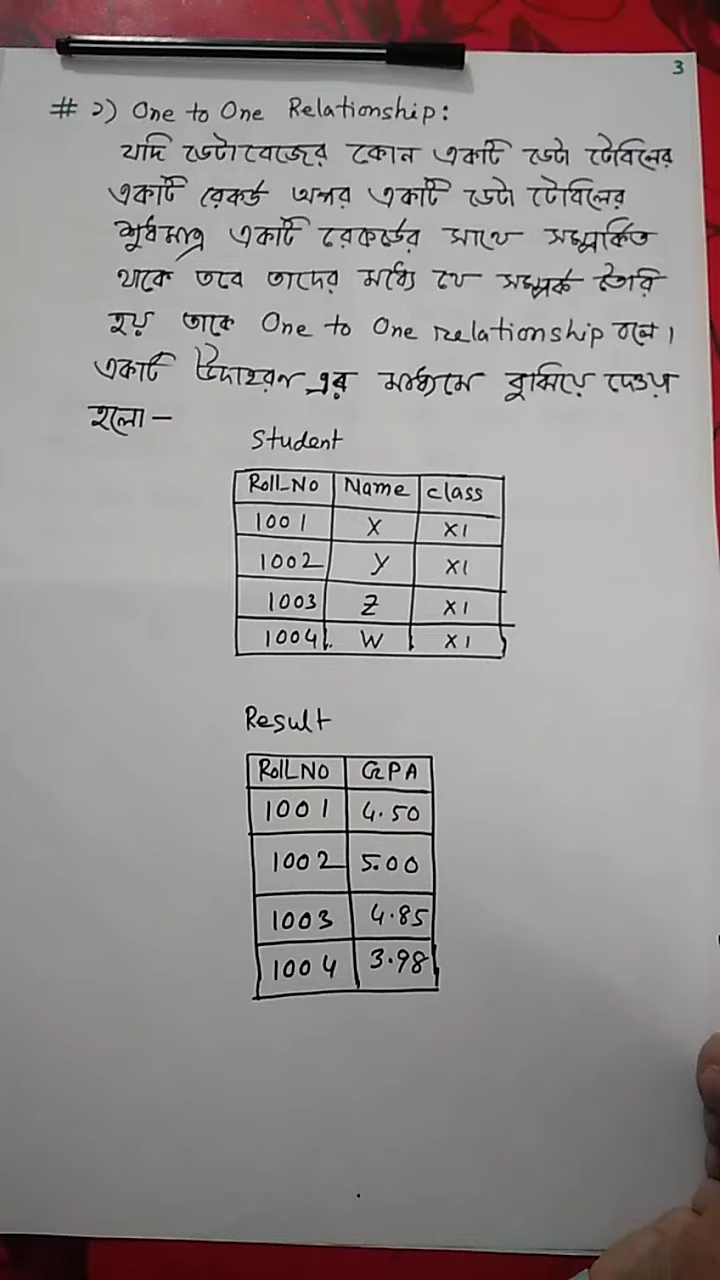 3
# ১) One to One Relationship:
যদি ডেটাবেজের কোন একটি ডেটা টেবিলের
একটি রেকর্ড অপর একটি ডেটা টেবিলের
শুধুমাত্র একটি রেকর্ডের সাথে সম্পর্কিত
থাকে তবে তাদের মধ্যে যে সম্পর্ক তৈরি
হয় তাকে One to One Relationship বলে।
একটি উদাহরন এর মাধ্যমে বুঝিয়ে দেওয়া
হলো —
Student
Roll_No Name class
1001 X XI
1002 Y XI
1003 Z XI
1004 W XI
Result
Roll_No GPA
1001 4.50
1002 5.00
1003 4.85
1004 3.98